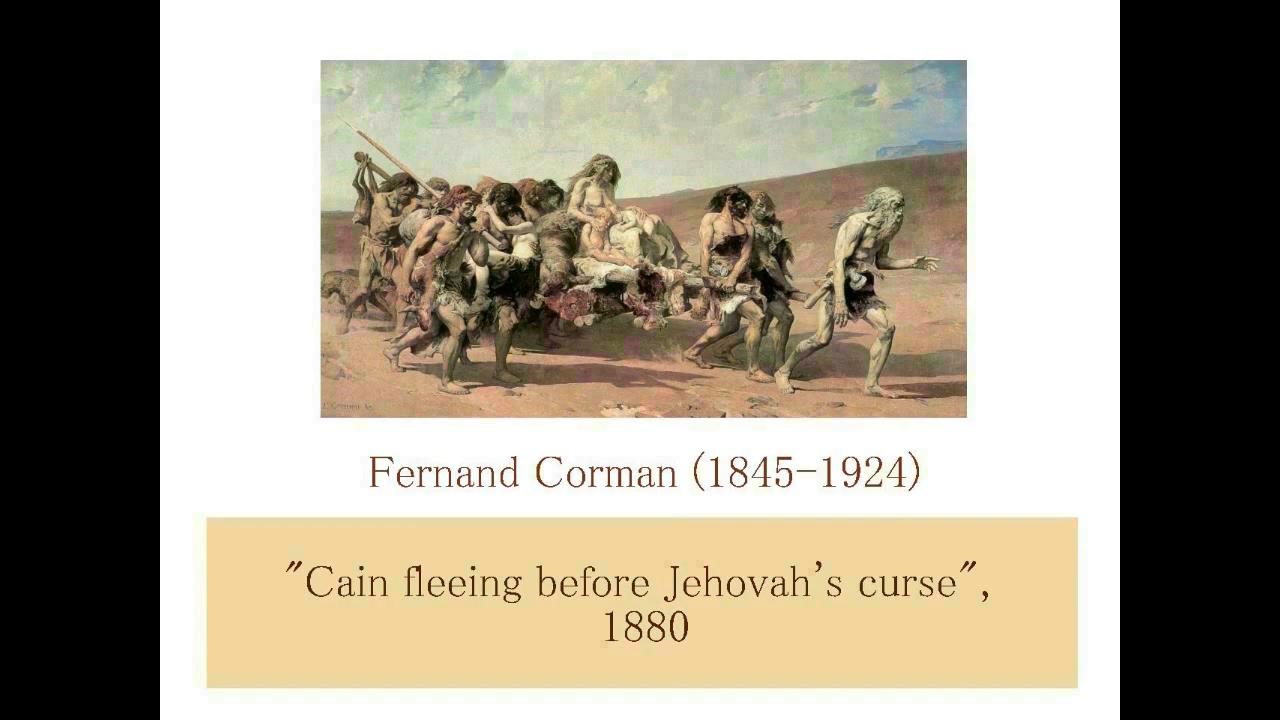 Fernand Corman (1845-1924)
"Cain fleeing before Jehovah's curse",
1880